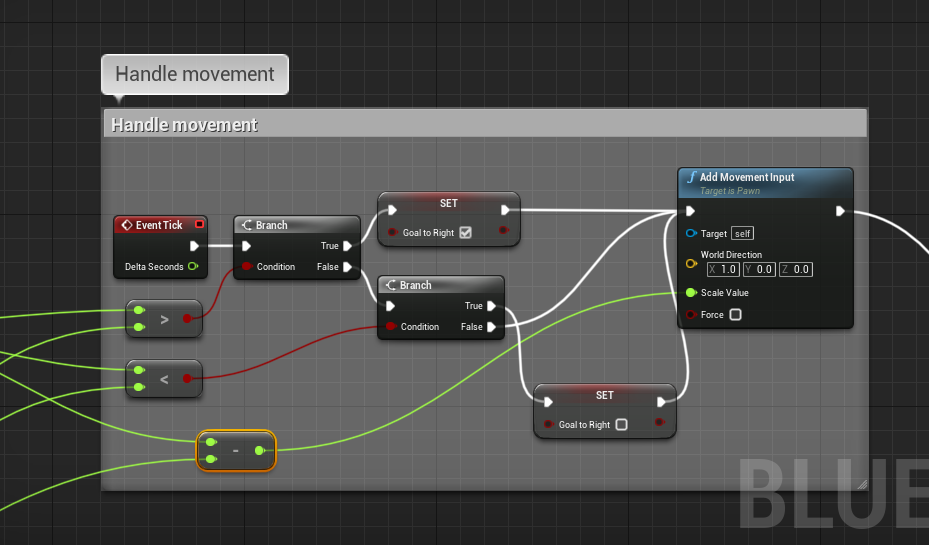 Handle movement
Handle movement
Event Tick
Delta Seconds
Branch
True
Condition
False
SET
Goal to Right
Branch
True
Condition
False
>
<
-
SET
Goal to Right
f Add Movement Input
Target is Pawn
Target self
World Direction
X 1.0 Y 0.0 Z 0.0
Scale Value
Force
BLUE